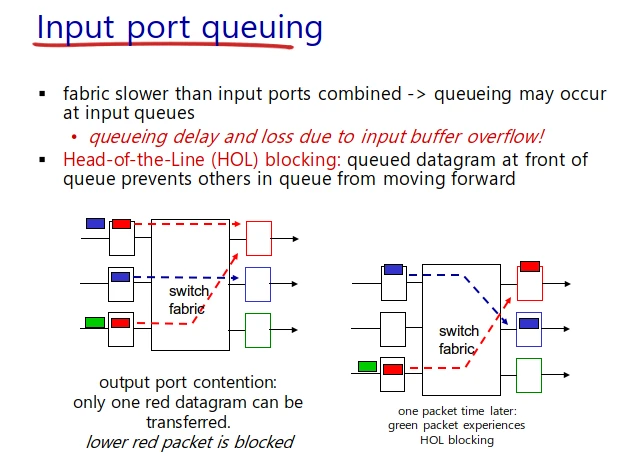 Input port queuing
▪ fabric slower than input ports combined -> queueing may occur
at input queues
• queueing delay and loss due to input buffer overflow!
▪ Head-of-the-Line (HOL) blocking: queued datagram at front of
queue prevents others in queue from moving forward
switch
fabric
output port contention:
only one red datagram can be
transferred.
lower red packet is blocked
switch
fabric
one packet time later:
green packet experiences
HOL blocking